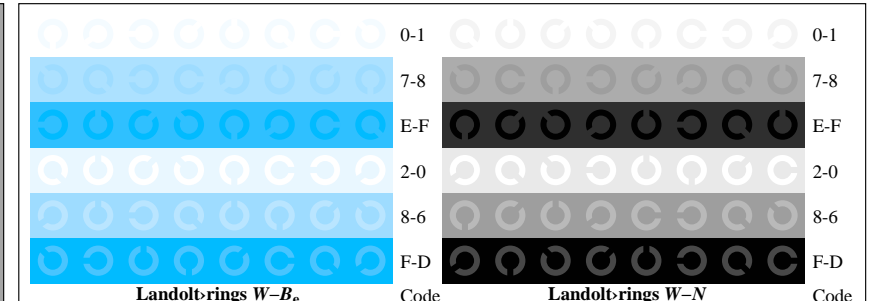 0-1 0-1
7-8 7-8
E-F E-F
2-0 2-0
8-6 8-6
F-D F-D
Landolt›rings W–Be Code Landolt›rings W–N Code